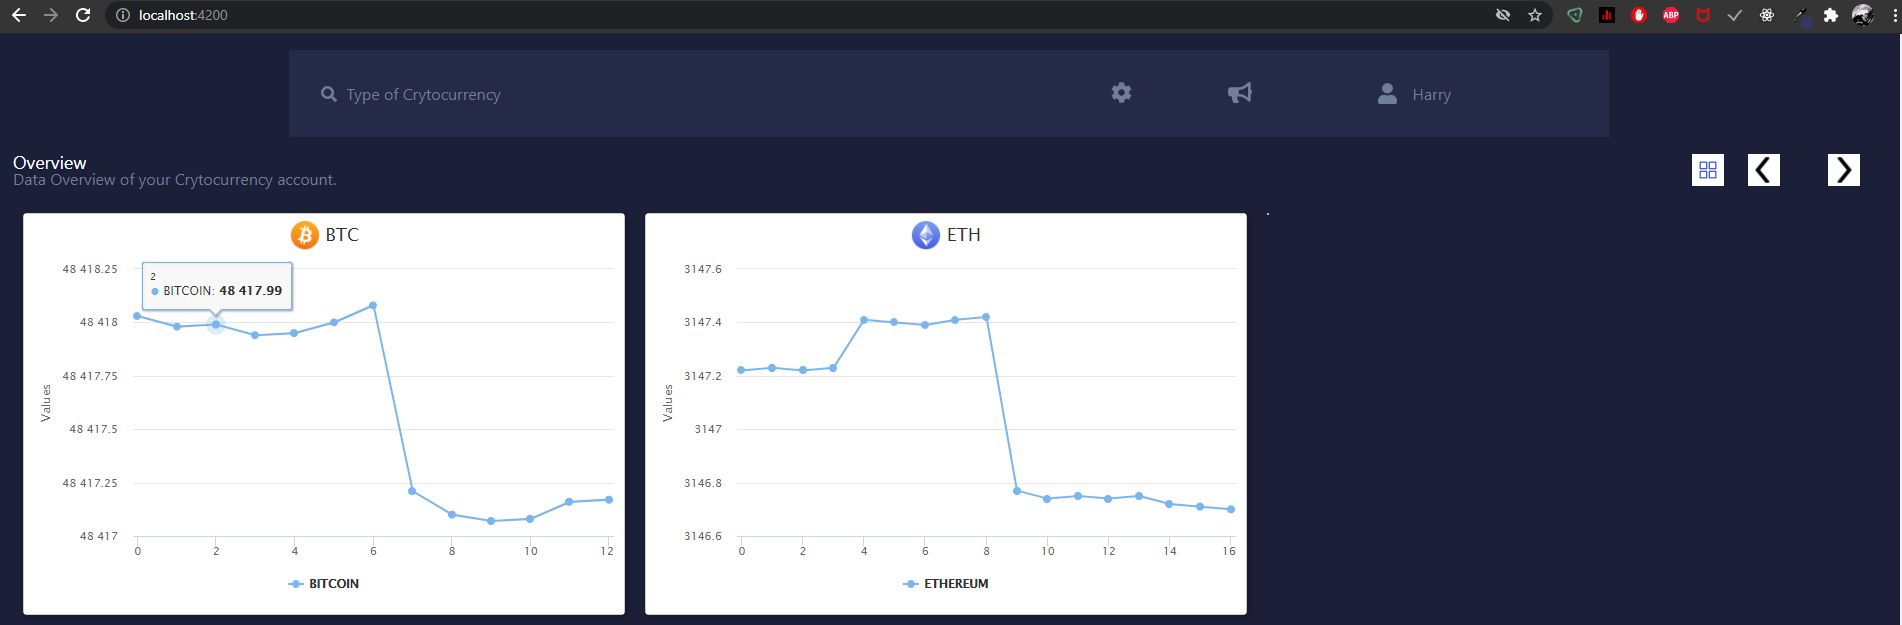 localhost:4200
ABP
Type of Crytocurrency
Harry
Overview
Data Overview of your Crytocurrency account.
BTC
48 418.25
48 418
48 417.75
48 417.5
48 417.25
48 417
Values
2
BITCOIN: 48 417.99
0 2 4 6 8 10 12
BITCOIN
ETH
3147.6
3147.4
3147.2
3147
3146.8
3146.6
Values
0 2 4 6 8 10 12 14 16
ETHEREUM